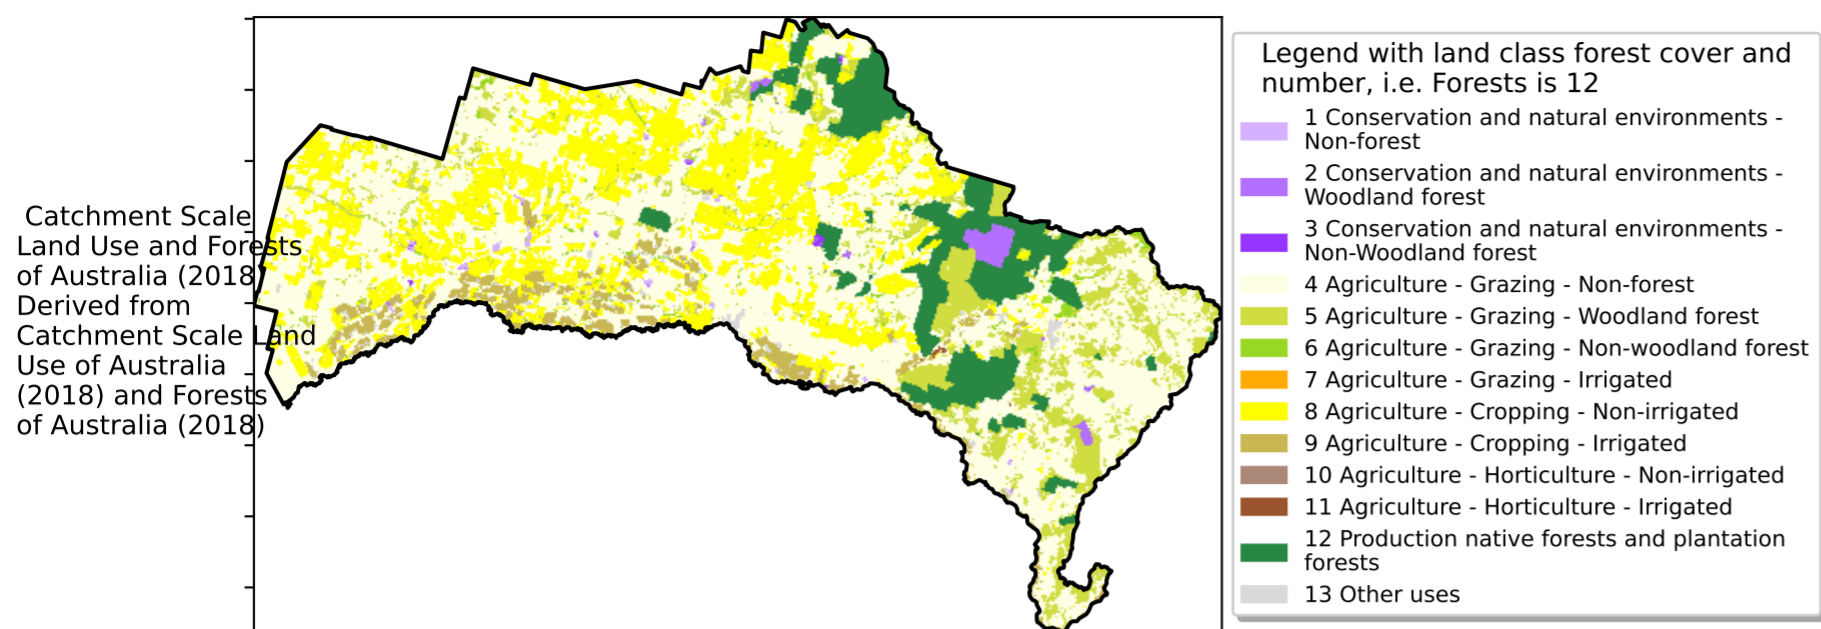 Catchment Scale
Land Use and Forests
of Australia (2018)
Derived from
Catchment Scale Land
Use of Australia
(2018) and Forests
of Australia (2018)
Legend with land class forest cover and
number, i.e. Forests is 12
1 Conservation and natural environments -
Non-forest
2 Conservation and natural environments -
Woodland forest
3 Conservation and natural environments -
Non-Woodland forest
4 Agriculture - Grazing - Non-forest
5 Agriculture - Grazing - Woodland forest
6 Agriculture - Grazing - Non-woodland forest
7 Agriculture - Grazing - Irrigated
8 Agriculture - Cropping - Non-irrigated
9 Agriculture - Cropping - Irrigated
10 Agriculture - Horticulture - Non-irrigated
11 Agriculture - Horticulture - Irrigated
12 Production native forests and plantation
forests
13 Other uses